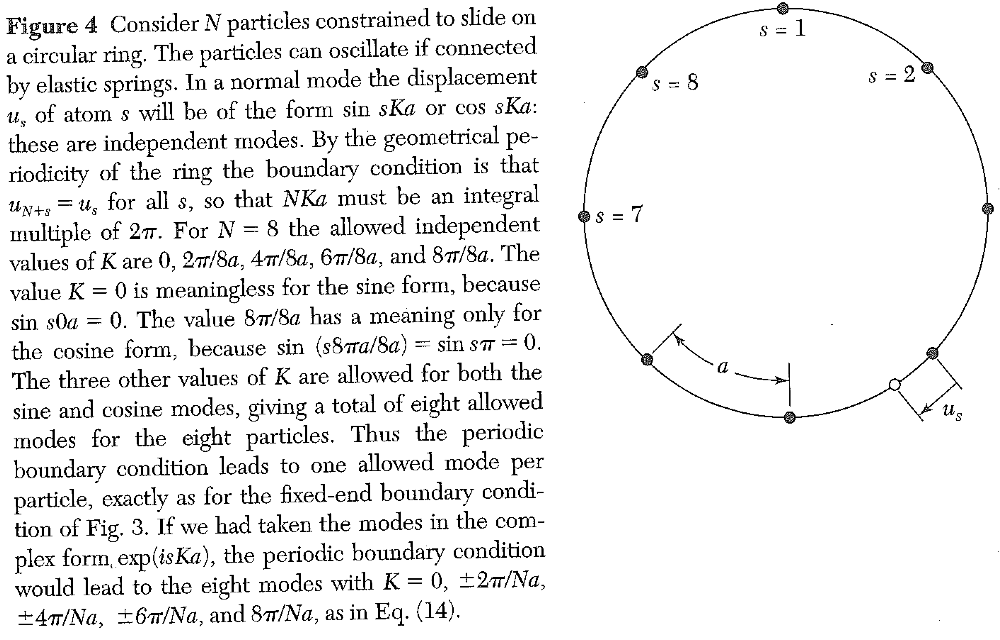 Figure 4 Consider N particles constrained to slide on
a circular ring. The particles can oscillate if connected
by elastic springs. In a normal mode the displacement
uₛ of atom s will be of the form sin sKa or cos sKa:
these are independent modes. By the geometrical pe-
riodicity of the ring the boundary condition is that
u_{N+s} = uₛ for all s, so that NKa must be an integral
multiple of 2π. For N = 8 the allowed independent
values of K are 0, 2π/8a, 4π/8a, 6π/8a, and 8π/8a. The
value K = 0 is meaningless for the sine form, because
sin s0a = 0. The value 8π/8a has a meaning only for
the cosine form, because sin (s8πa/8a) = sin sπ = 0.
The three other values of K are allowed for both the
sine and cosine modes, giving a total of eight allowed
modes for the eight particles. Thus the periodic
boundary condition leads to one allowed mode per
particle, exactly as for the fixed-end boundary condi-
tion of Fig. 3. If we had taken the modes in the com-
plex form exp(isKa), the periodic boundary condition
would lead to the eight modes with K = 0, ±2π/Na,
±4π/Na, ±6π/Na, and 8π/Na, as in Eq. (14).
s = 1
s = 2
s = 8
s = 7
a
uₛ